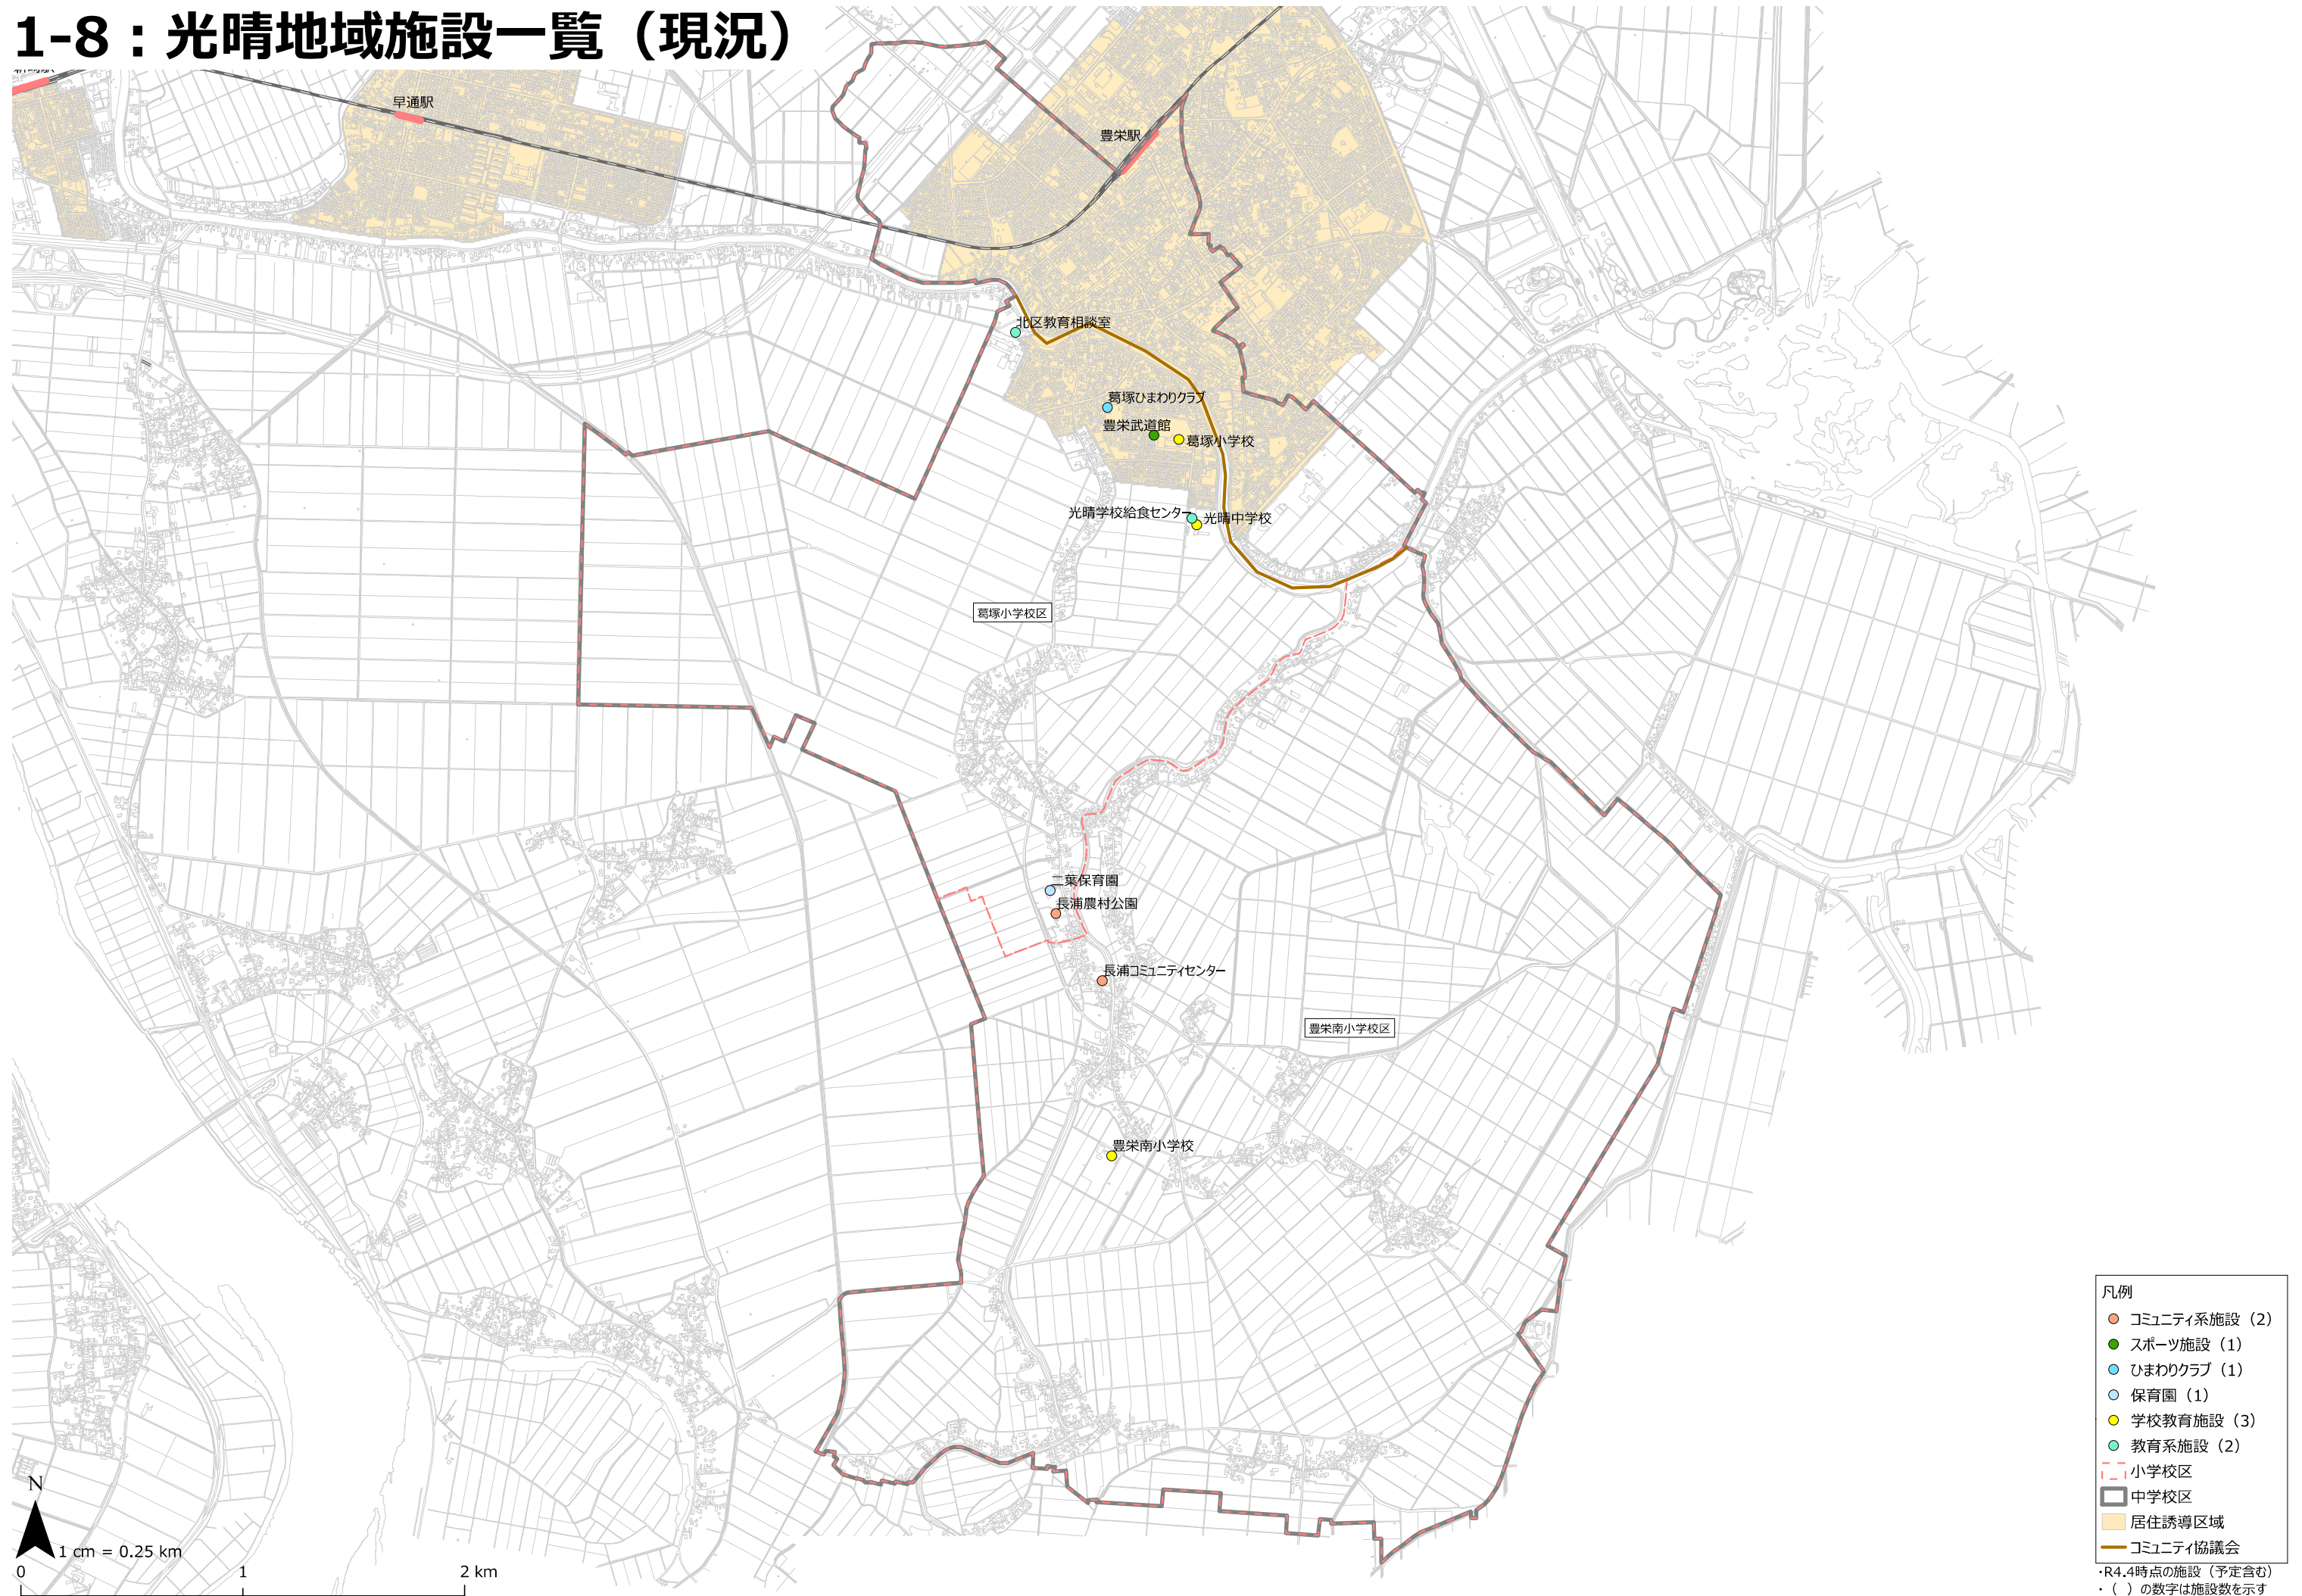 1-8：光晴地域施設一覧（現況）
早通駅
豊栄駅
北区教育相談室
葛塚ひまわりクラブ
豊栄武道館
葛塚小学校
光晴学校給食センター
光晴中学校
葛塚小学校区
二葉保育園
長浦農村公園
長浦コミュニティセンター
豊栄南小学校区
豊栄南小学校
凡例
コミュニティ系施設（2）
スポーツ施設（1）
ひまわりクラブ（1）
保育園（1）
学校教育施設（3）
教育系施設（2）
小学校区
中学校区
居住誘導区域
コミュニティ協議会
・R4.4時点の施設（予定含む）
・（　）の数字は施設数を示す
N
1 cm = 0.25 km
0 1 2 km